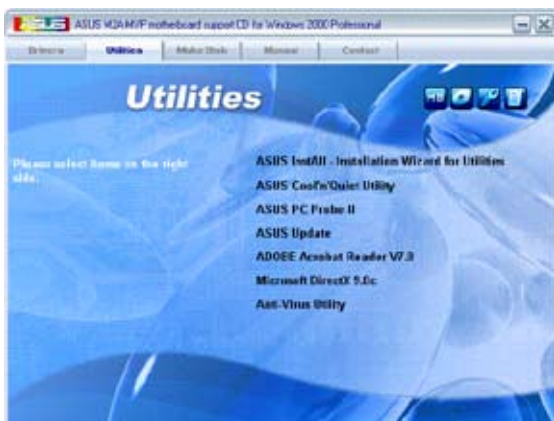 ASUS M2A-MVP motherboard support CD for Windows 2000 Professional
Drivers Utilities Make Disk Manual Contact
Utilities
Please select items on the right side.
ASUS InstAll - Installation Wizard for Utilities
ASUS Cool'n'Quiet Utility
ASUS PC Probe II
ASUS Update
ADOBE Acrobat Reader V7.0
Microsoft DirectX 9.0c
Anti-Virus Utility